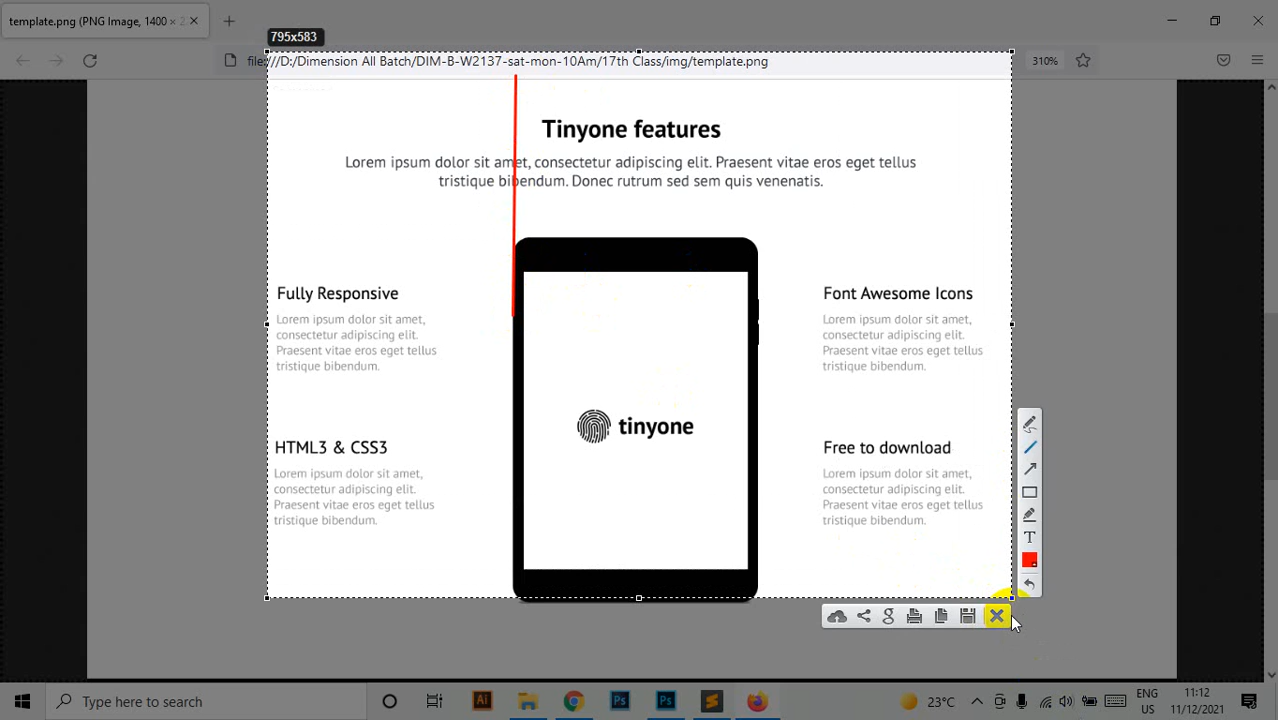 template.png (PNG Image, 1400 × 2
795x583
file:///D:/Dimension All Batch/DIM-B-W2137-sat-mon-10Am/17th Class/img/template.png
310%
Tinyone features
Lorem ipsum dolor sit amet, consectetur adipiscing elit. Praesent vitae eros eget tellus
tristique bibendum. Donec rutrum sed sem quis venenatis.
Fully Responsive
Lorem ipsum dolor sit amet,
consectetur adipiscing elit.
Praesent vitae eros eget tellus
tristique bibendum.
Font Awesome Icons
Lorem ipsum dolor sit amet,
consectetur adipiscing elit.
Praesent vitae eros eget tellus
tristique bibendum.
tinyone
HTML3 & CSS3
Lorem ipsum dolor sit amet,
consectetur adipiscing elit.
Praesent vitae eros eget tellus
tristique bibendum.
Free to download
Lorem ipsum dolor sit amet,
consectetur adipiscing elit.
Praesent vitae eros eget tellus
tristique bibendum.
T
g
Type here to search
Ai
Ps
Ps
23°C
ENG
US
11:12
11/12/2021